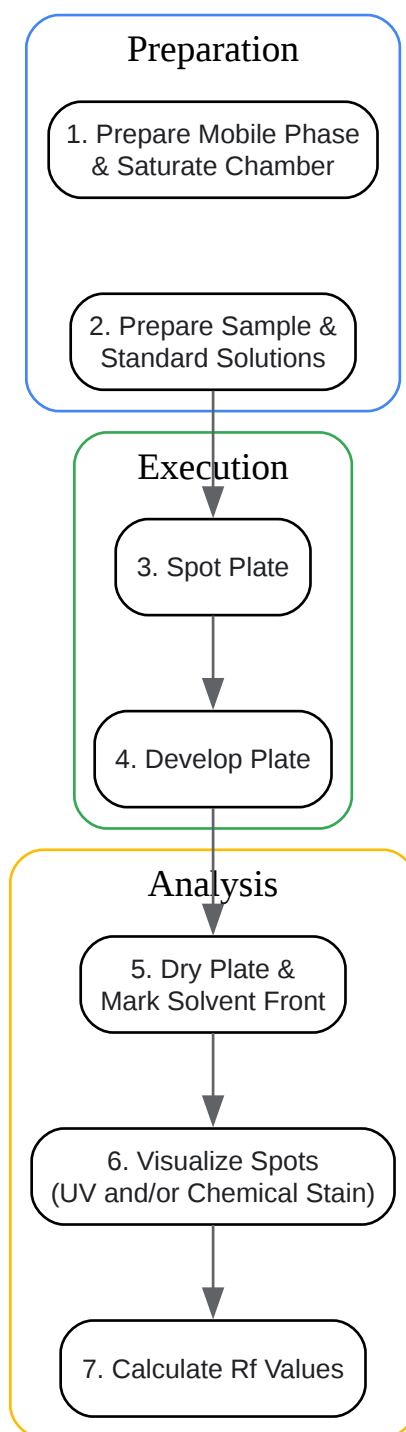 Preparation
1. Prepare Mobile Phase
& Saturate Chamber
2. Prepare Sample &
Standard Solutions
Execution
3. Spot Plate
4. Develop Plate
Analysis
5. Dry Plate &
Mark Solvent Front
6. Visualize Spots
(UV and/or Chemical Stain)
7. Calculate Rf Values